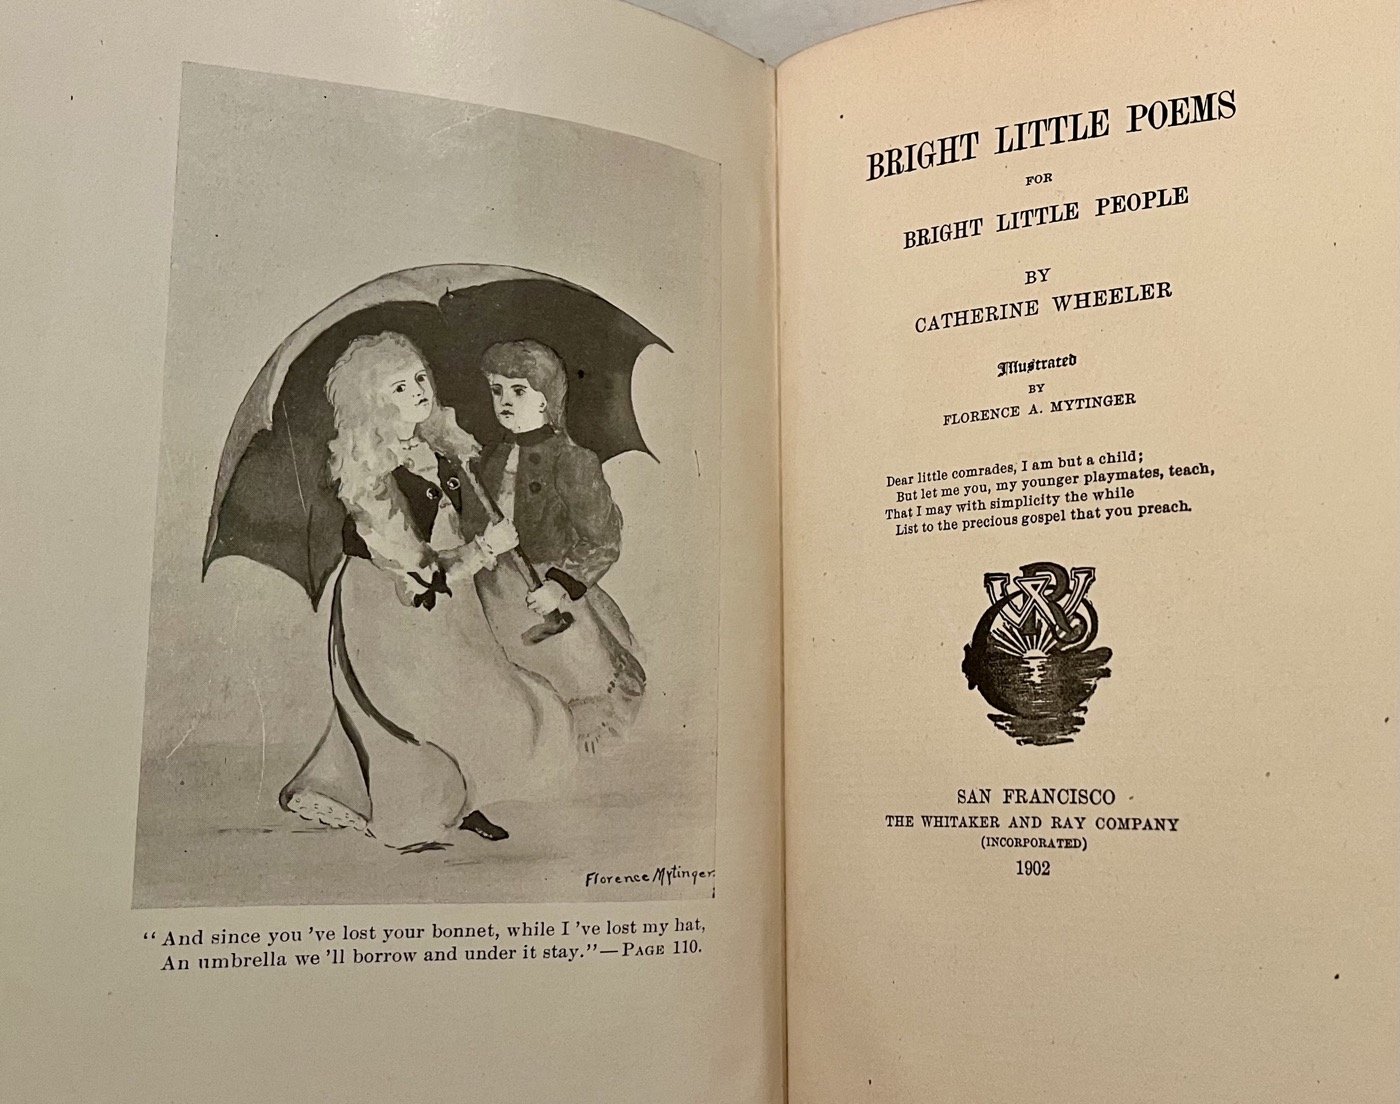 Florence Mytinger.
“And since you 've lost your bonnet, while I 've lost my hat,
An umbrella we 'll borrow and under it stay.”—PAGE 110.
BRIGHT LITTLE POEMS
FOR
BRIGHT LITTLE PEOPLE
BY
CATHERINE WHEELER
Illustrated
BY
FLORENCE A. MYTINGER
Dear little comrades, I am but a child;
But let me you, my younger playmates, teach,
That I may with simplicity the while
List to the precious gospel that you preach.
WR
SAN FRANCISCO
THE WHITAKER AND RAY COMPANY
(INCORPORATED)
1902